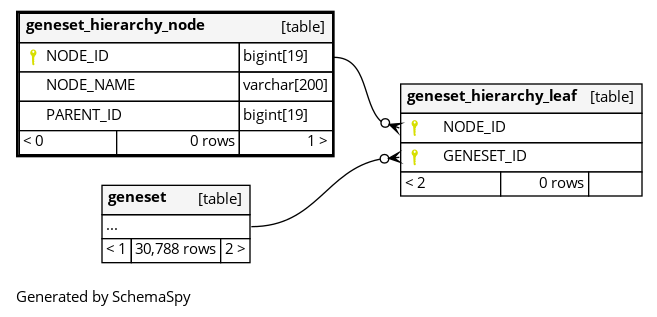 geneset_hierarchy_node [table]
NODE_ID bigint[19]
NODE_NAME varchar[200]
PARENT_ID bigint[19]
< 0 0 rows 1 >
geneset_hierarchy_leaf [table]
NODE_ID
GENESET_ID
< 2 0 rows
geneset [table]
...
< 1 30,788 rows 2 >
Generated by SchemaSpy